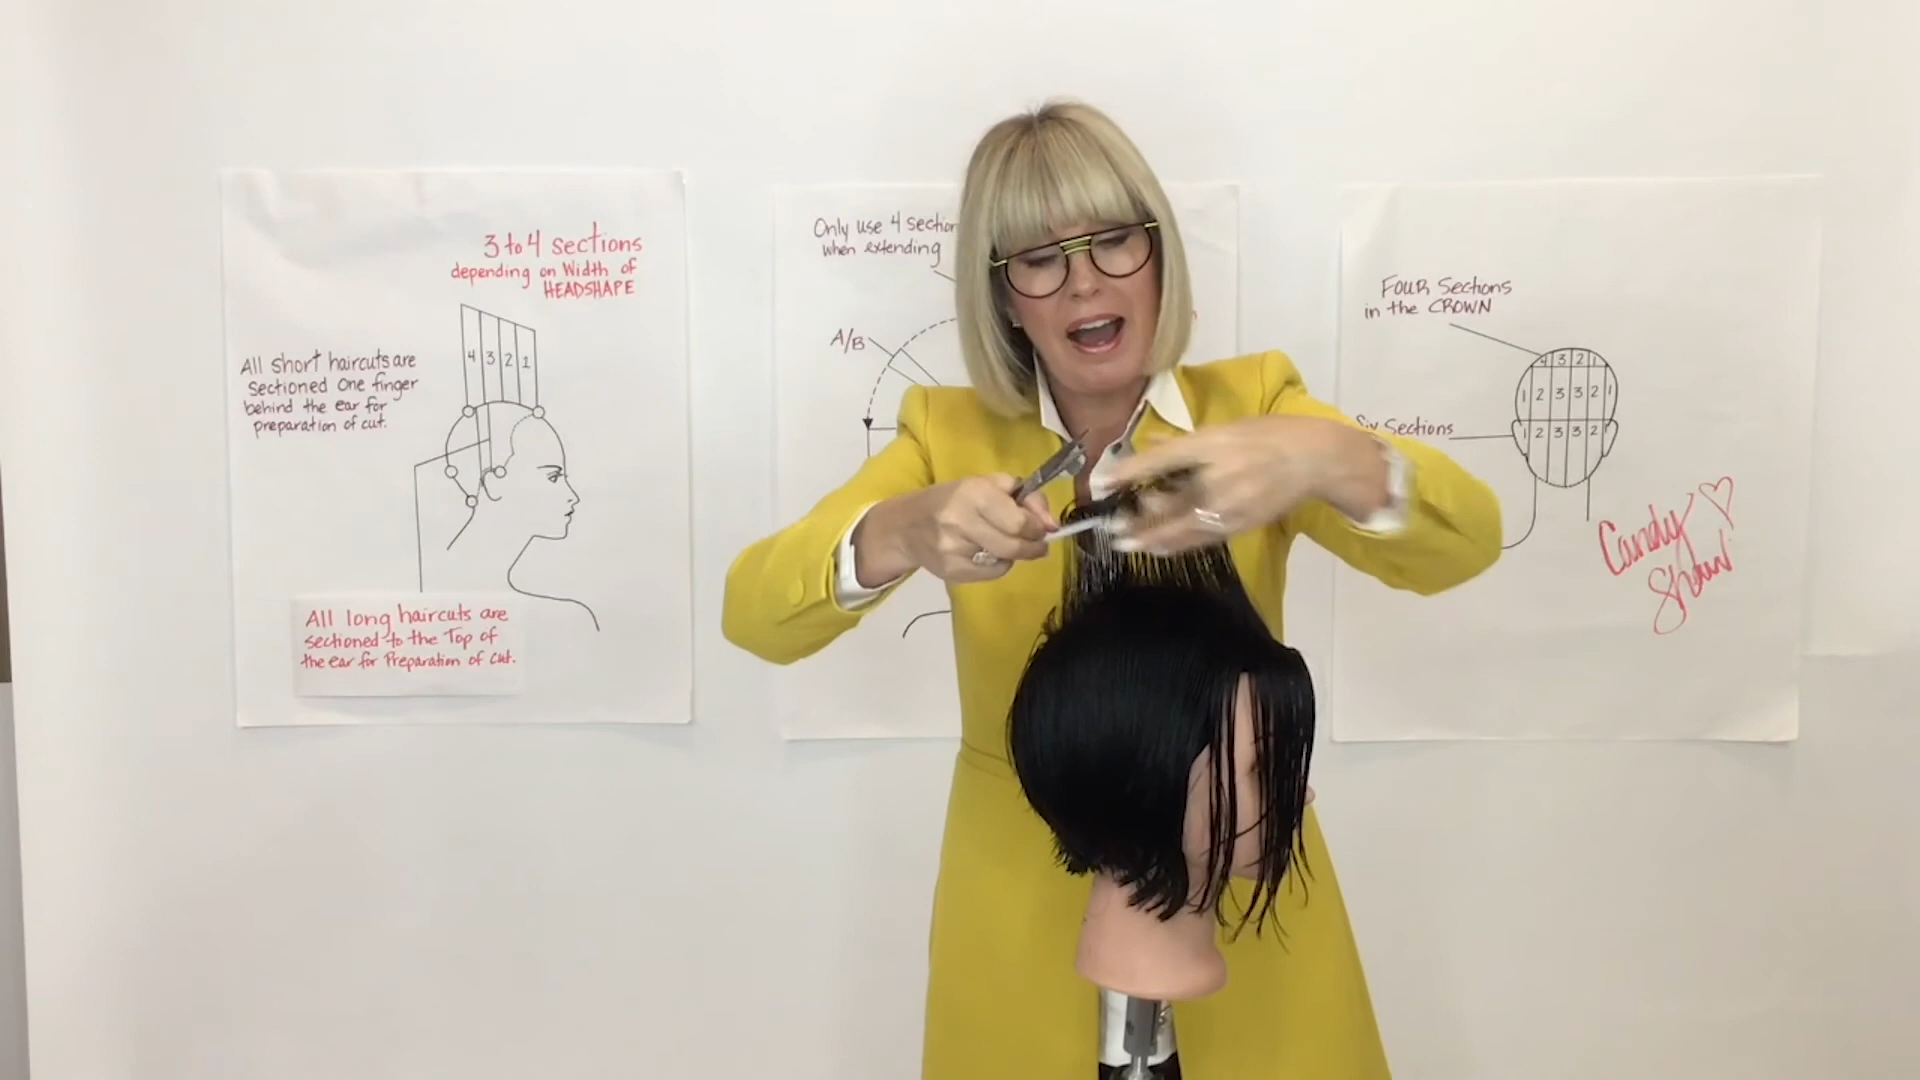 3 to 4 sections
depending on Width of
HEADSHAPE
4 3 2 1
All short haircuts are
sectioned one finger
behind the ear for
preparation of cut.
All long haircuts are
sectioned to the Top of
the ear for Preparation of cut.
Only use 4 section
when extending
A/B
FOUR Sections
in the CROWN
4 3 2 1
1 2 3 3 2 1
Six Sections
1 2 3 3 2 1
Candy
Shaw